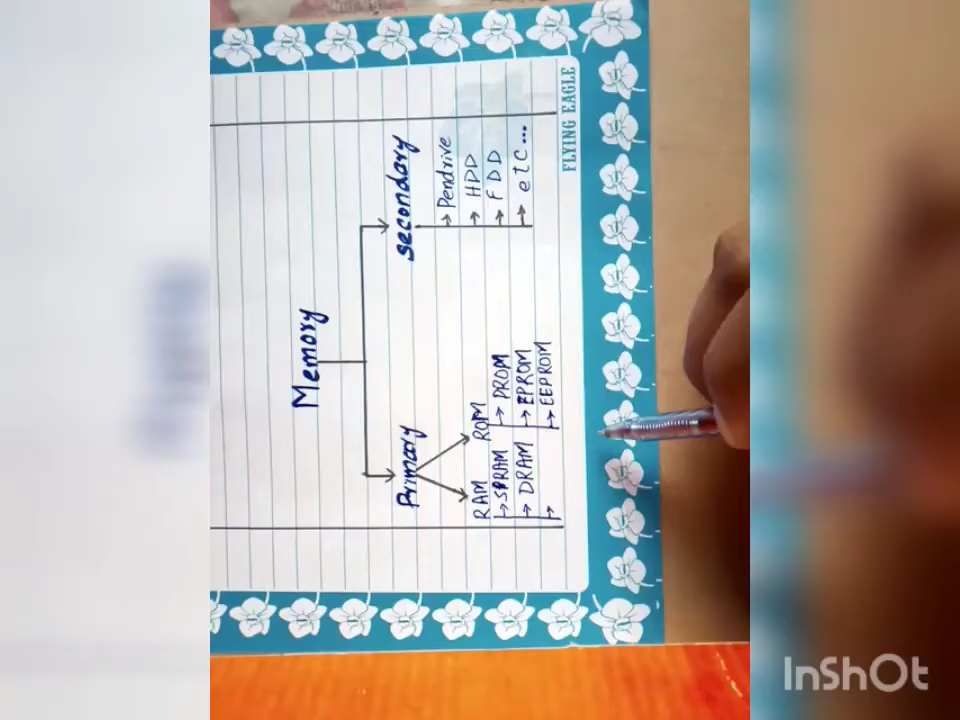 Memory
Primary
secondary
RAM
ROM
Pendrive
SRAM
PROM
HDD
DRAM
EPROM
FDD
EEPROM
etc...
FLYING EAGLE
InShOt